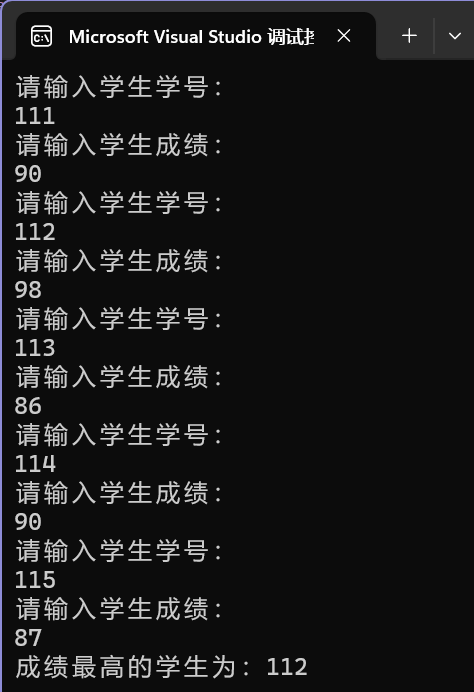 Microsoft Visual Studio 调试
请输入学生学号：
111
请输入学生成绩：
90
请输入学生学号：
112
请输入学生成绩：
98
请输入学生学号：
113
请输入学生成绩：
86
请输入学生学号：
114
请输入学生成绩：
90
请输入学生学号：
115
请输入学生成绩：
87
成绩最高的学生为：112